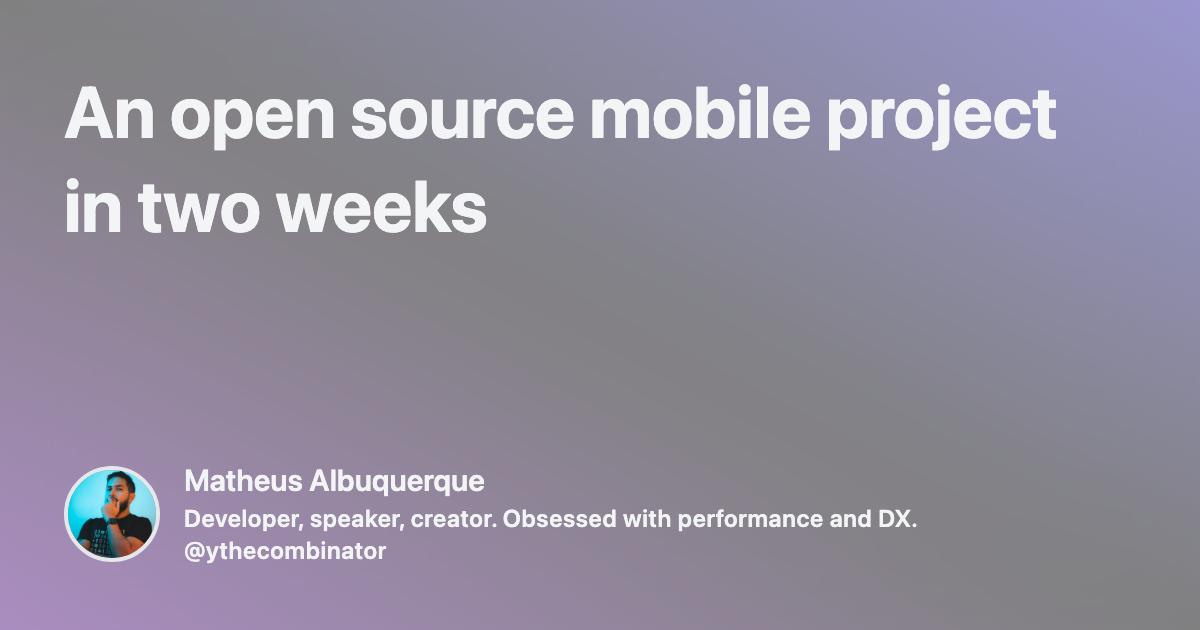 An open source mobile project
in two weeks
Matheus Albuquerque
Developer, speaker, creator. Obsessed with performance and DX.
@ythecombinator